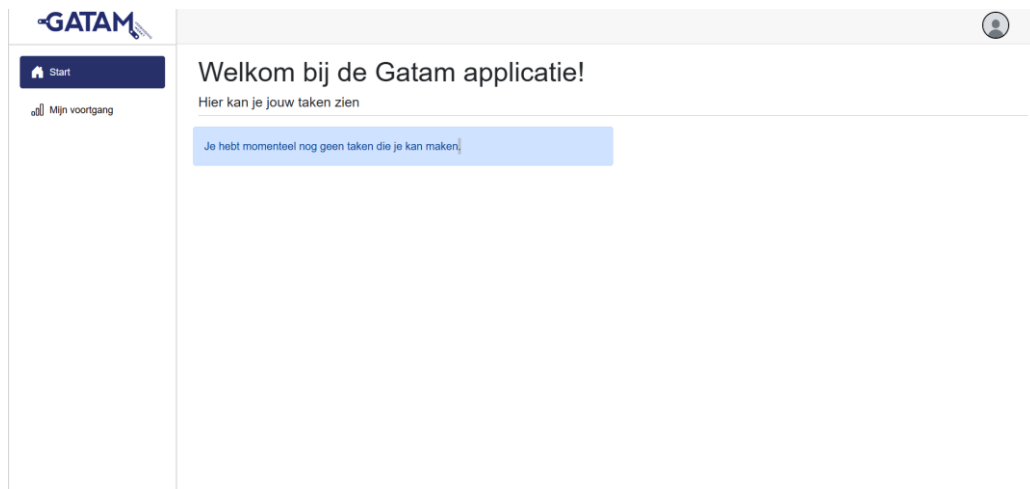 GATAM
Start
Mijn voortgang
Welkom bij de Gatam applicatie!
Hier kan je jouw taken zien
Je hebt momenteel nog geen taken die je kan maken.